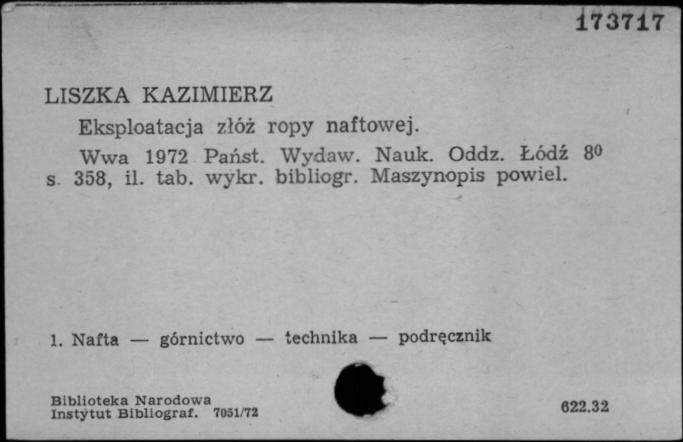 173717
LISZKA KAZIMIERZ
Eksploatacja złóż ropy naftowej.
Wwa 1972 Państ. Wydaw. Nauk. Oddz. Łódź 8⁰
s. 358, il. tab. wykr. bibliogr. Maszynopis powiel.
1. Nafta — górnictwo — technika — podręcznik
Biblioteka Narodowa
Instytut Bibliograf. 7051/72
622.32